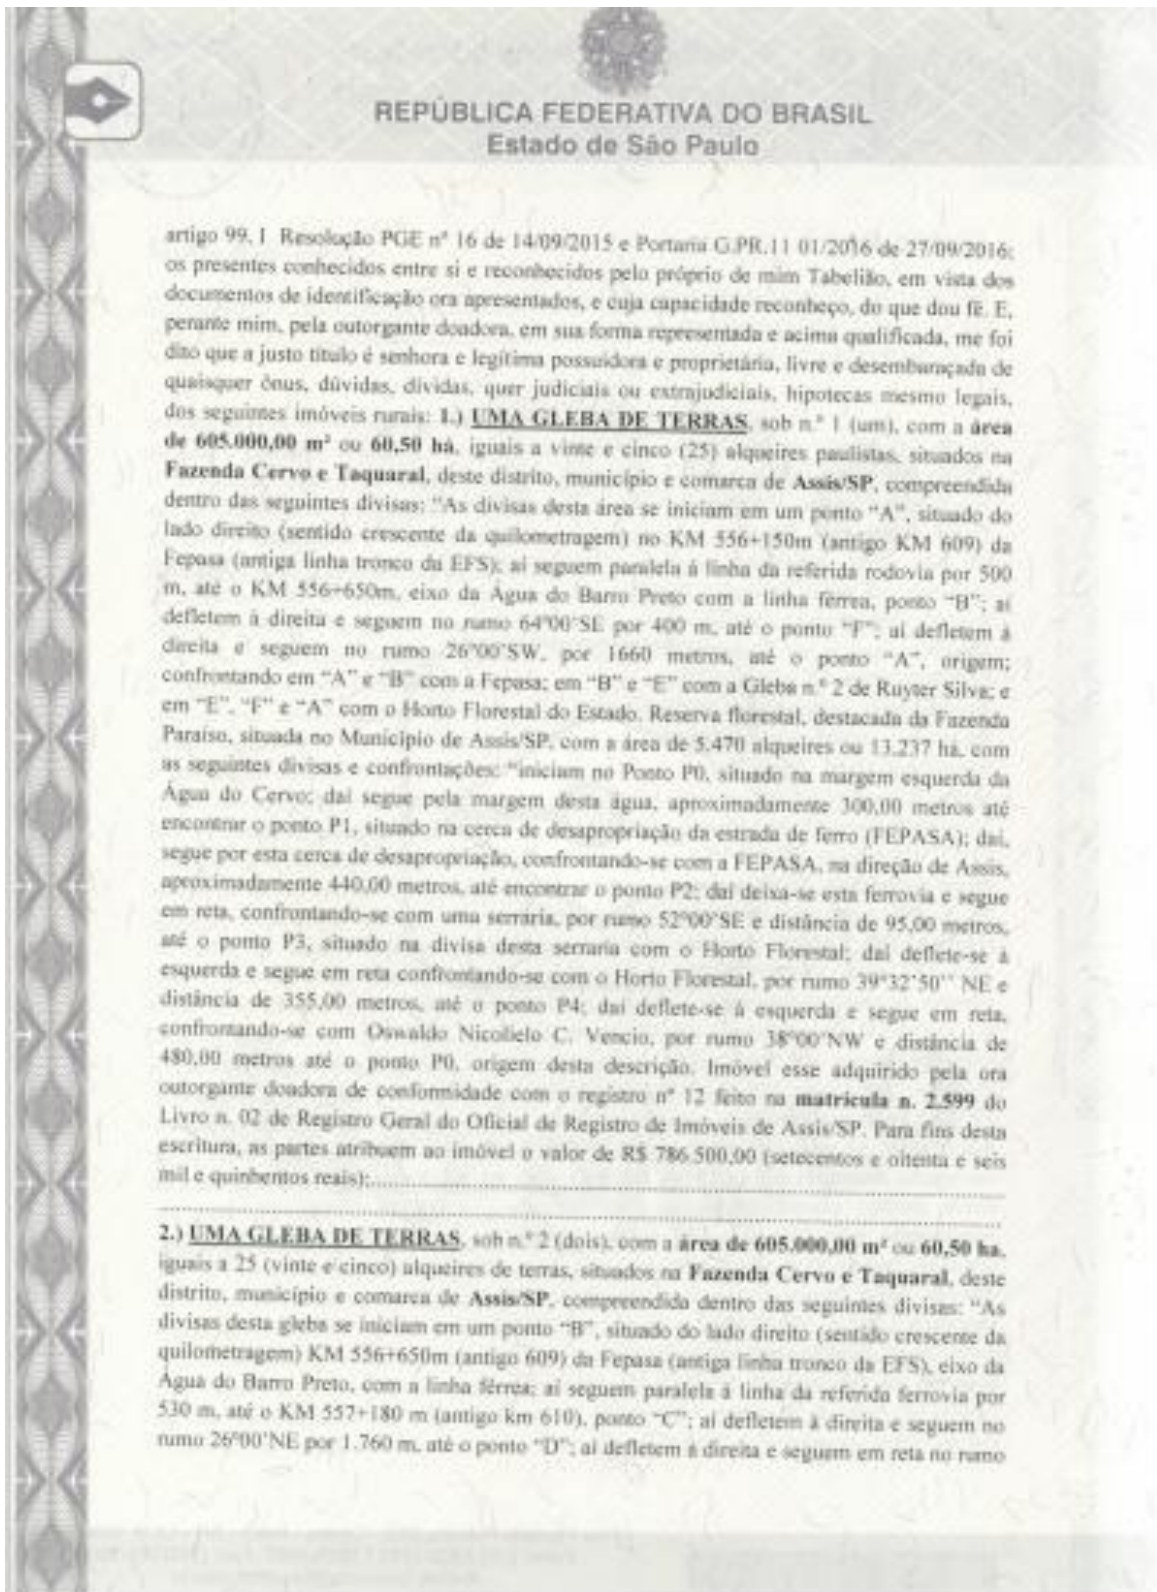 REPÚBLICA FEDERATIVA DO BRASIL
Estado de São Paulo
artigo 99, I Resolução PGE nº 16 de 14/09/2015 e Portaria G.PR.11 01/2016 de 27/09/2016;
os presentes conhecidos entre si e reconhecidos pelo próprio de mim Tabelião, em vista dos
documentos de identificação ora apresentados, e cuja capacidade reconheço, do que dou fé. E,
perante mim, pela outorgante doadora, em sua forma representada e acima qualificada, me foi
dito que a justo título é senhora e legítima possuidora e proprietária, livre e desembaraçada de
quaisquer ônus, dúvidas, dívidas, quer judiciais ou extrajudiciais, hipotecas mesmo legais,
dos seguintes imóveis rurais: 1.) UMA GLEBA DE TERRAS, sob n.º 1 (um), com a área
de 605.000,00 m² ou 60,50 há, iguais a vinte e cinco (25) alqueires paulistas, situados na
Fazenda Cervo e Taquaral, deste distrito, município e comarca de Assis/SP, compreendida
dentro das seguintes divisas: "As divisas desta área se iniciam em um ponto "A", situado do
lado direito (sentido crescente da quilometragem) no KM 556+150m (antigo KM 609) da
Fepasa (antiga linha tronco da EFS); aí seguem paralela á linha da referida rodovia por 500
m, até o KM 556+650m, eixo da Água do Barro Preto com a linha férrea, ponto "B"; aí
defletem à direita e seguem no rumo 64º00'SE por 400 m, até o ponto "F"; aí defletem á
direita e seguem no rumo 26º00'SW, por 1660 metros, até o ponto "A", origem;
confrontando em "A" e "B" com a Fepasa; em "B" e "E" com a Gleba n.º 2 de Ruyter Silva; e
em "E", "F" e "A" com o Horto Florestal do Estado. Reserva florestal, destacada da Fazenda
Paraíso, situada no Município de Assis/SP, com a área de 5.470 alqueires ou 13.237 há, com
as seguintes divisas e confrontações: "iniciam no Ponto P0, situado na margem esquerda da
Água do Cervo; daí segue pela margem desta água, aproximadamente 300,00 metros até
encontrar o ponto P1, situado na cerca de desapropriação da estrada de ferro (FEPASA); daí,
segue por esta cerca de desapropriação, confrontando-se com a FEPASA, na direção de Assis,
aproximadamente 440,00 metros, até encontrar o ponto P2; daí deixa-se esta ferrovia e segue
em reta, confrontando-se com uma serraria, por rumo 52º00'SE e distância de 95,00 metros,
até o ponto P3, situado na divisa desta serraria com o Horto Florestal; daí deflete-se à
esquerda e segue em reta confrontando-se com o Horto Florestal, por rumo 39º32'50'' NE e
distância de 355,00 metros, até o ponto P4; daí deflete-se à esquerda e segue em reta,
confrontando-se com Oswaldo Nicolielo C. Vencio, por rumo 38º00'NW e distância de
480,00 metros até o ponto P0, origem desta descrição. Imóvel esse adquirido pela ora
outorgante doadora de conformidade com o registro nº 12 feito na matrícula n. 2.599 do
Livro n. 02 de Registro Geral do Oficial de Registro de Imóveis de Assis/SP. Para fins desta
escritura, as partes atribuem ao imóvel o valor de R$ 786.500,00 (setecentos e oitenta e seis
mil e quinhentos reais);
2.) UMA GLEBA DE TERRAS, sob n.º 2 (dois), com a área de 605.000,00 m² ou 60,50 ha,
iguais a 25 (vinte e cinco) alqueires de terras, situados na Fazenda Cervo e Taquaral, deste
distrito, município e comarca de Assis/SP, compreendida dentro das seguintes divisas: "As
divisas desta gleba se iniciam em um ponto "B", situado do lado direito (sentido crescente da
quilometragem) KM 556+650m (antigo 609) da Fepasa (antiga linha tronco da EFS), eixo da
Água do Barro Preto, com a linha férrea; aí seguem paralela á linha da referida ferrovia por
530 m, até o KM 557+180 m (antigo km 610), ponto "C"; aí defletem à direita e seguem no
rumo 26º00'NE por 1.760 m, até o ponto "D"; aí defletem á direita e seguem em reta no rumo